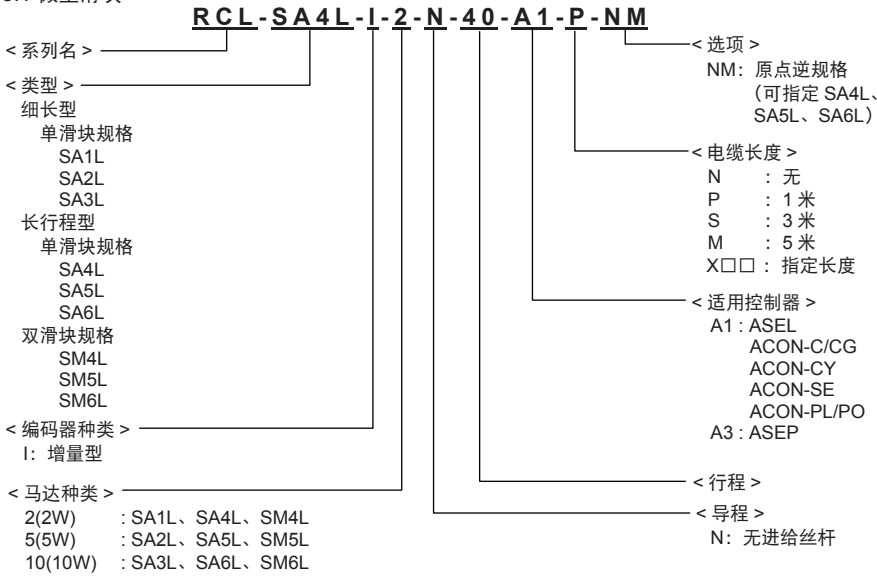 RCL-SA4L-I-2-N-40-A1-P-NM
<系列名>
<类型>
细长型
单滑块规格
SA1L
SA2L
SA3L
长行程型
单滑块规格
SA4L
SA5L
SA6L
双滑块规格
SM4L
SM5L
SM6L
<编码器种类>
I：增量型
<马达种类>
2(2W) : SA1L、SA4L、SM4L
5(5W) : SA2L、SA5L、SM5L
10(10W) : SA3L、SA6L、SM6L
<选项>
NM：原点逆规格
（可指定 SA4L、
SA5L、SA6L）
<电缆长度>
N ：无
P ：1 米
S ：3 米
M ：5 米
X□□ ：指定长度
<适用控制器>
A1 : ASEL
ACON-C/CG
ACON-CY
ACON-SE
ACON-PL/PO
A3 : ASEP
<行程>
<导程>
N：无进给丝杆